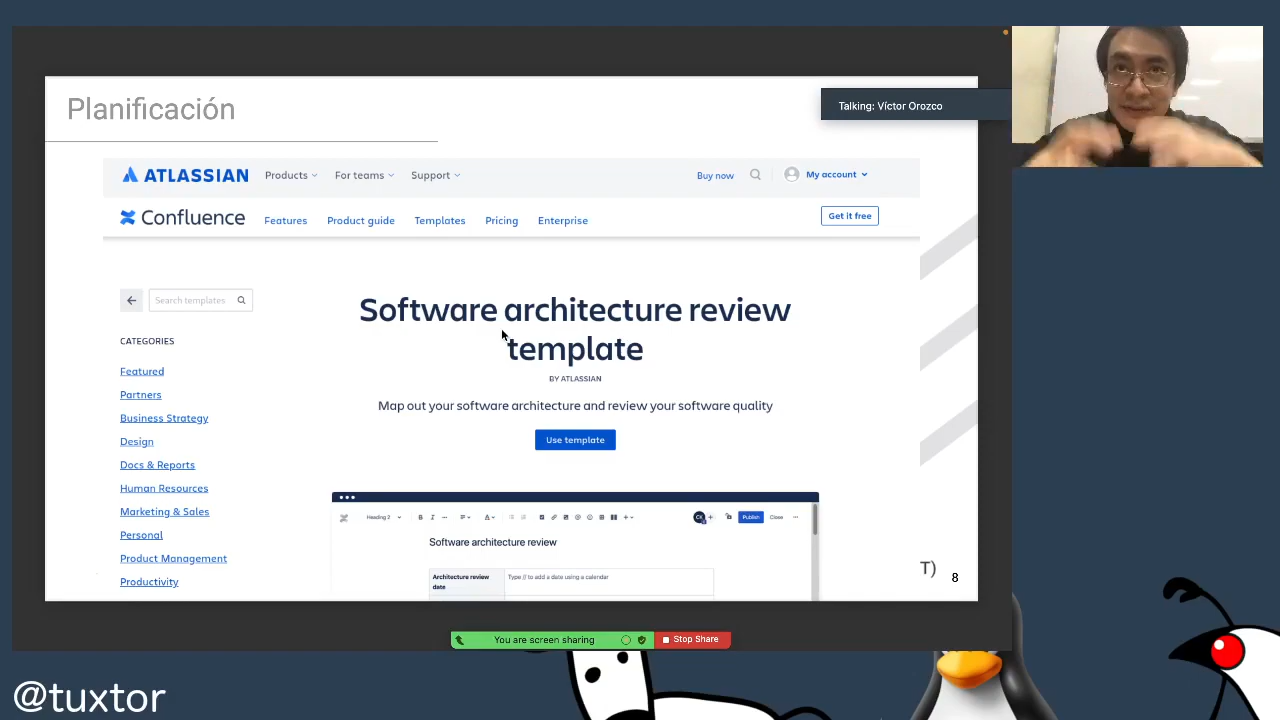 Planificación
Talking: Víctor Orozco
ATLASSIAN Products For teams Support Buy now My account
Confluence Features Product guide Templates Pricing Enterprise Get it free
Search templates
CATEGORIES
Featured
Partners
Business Strategy
Design
Docs & Reports
Human Resources
Marketing & Sales
Personal
Product Management
Productivity
Software architecture review
template
BY ATLASSIAN
Map out your software architecture and review your software quality
Use template
Heading 2 Publish Close
Software architecture review
Architecture review
date
Type // to add a date using a calendar
T)
8
You are screen sharing Stop Share
@tuxtor